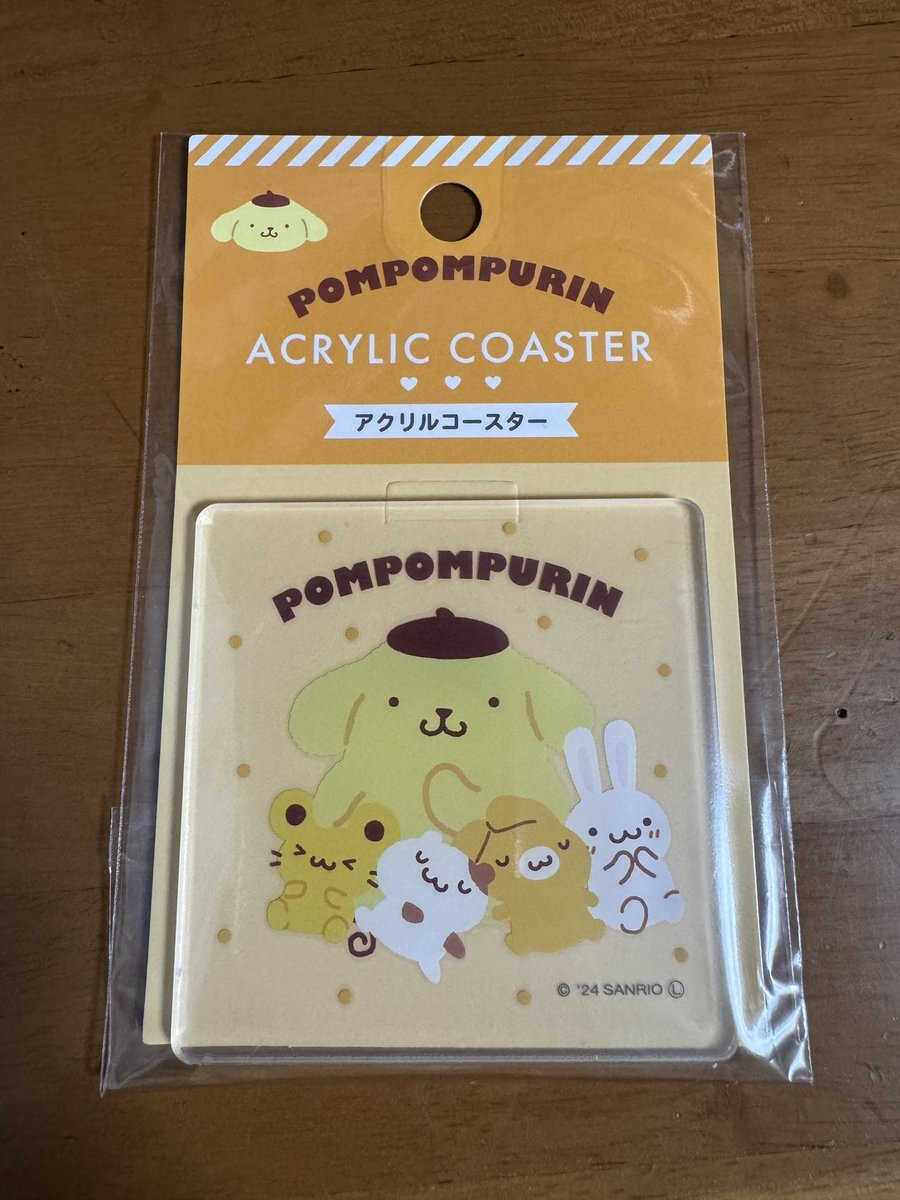 POMPOMPURIN
ACRYLIC COASTER
アクリルコースター
POMPOMPURIN
© '24 SANRIO Ⓛ